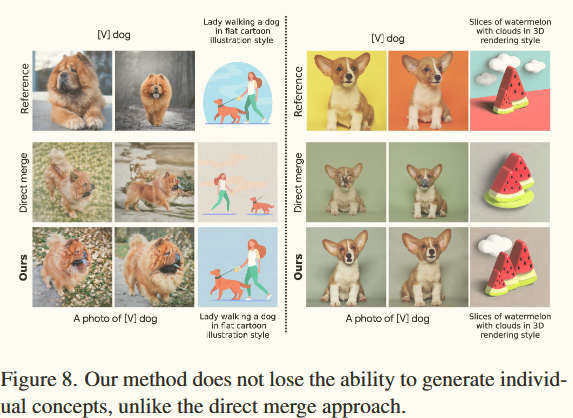 [V] dog
Lady walking a dog
in flat cartoon
illustration style
[V] dog
Slices of watermelon
with clouds in 3D
rendering style
Reference
Reference
Direct merge
Direct merge
Ours
Ours
A photo of [V] dog
Lady walking a dog
in flat cartoon
illustration style
A photo of [V] dog
Slices of watermelon
with clouds in 3D
rendering style
Figure 8. Our method does not lose the ability to generate individ-
ual concepts, unlike the direct merge approach.